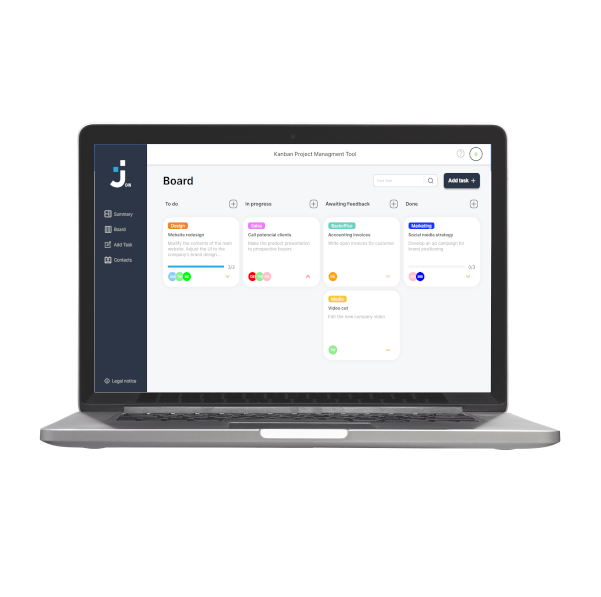 Kanban Project Managment Tool
JOIN
Board
Find Task
Add task +
Summary
Board
Add Task
Contacts
Legal notice
To do
In progress
Awaiting Feedback
Done
Design
Website redesign
Modify the contents of the main
website. Adjust the UI to the
company's brand design...
Sales
Call potencial clients
Make the product presentation
to prospective buyers
Backoffice
Accounting invoices
Write open invoices for customer
Marketing
Social media strategy
Develop an ad campaign for
brand positioning
0/3
Media
Video cut
Edit the new company video